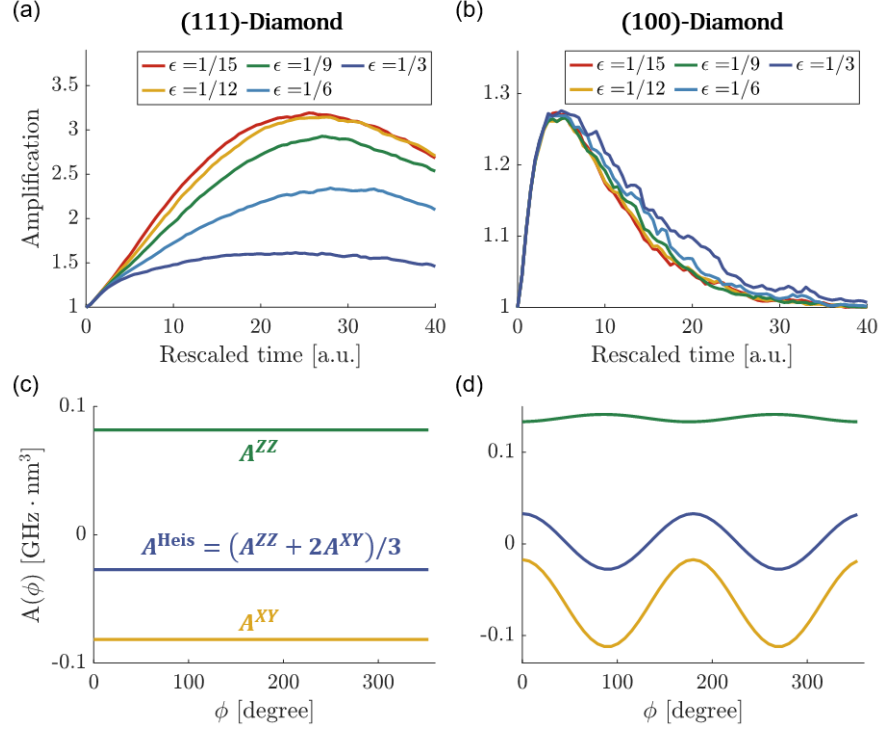 (a)
(111)-Diamond
ϵ =1/15 ϵ =1/9 ϵ =1/3
ϵ =1/12 ϵ =1/6
3.5
3
2.5
2
1.5
1
Amplification
0 10 20 30 40
Rescaled time [a.u.]
(b)
(100)-Diamond
ϵ =1/15 ϵ =1/9 ϵ =1/3
ϵ =1/12 ϵ =1/6
1.3
1.2
1.1
1
0 10 20 30 40
Rescaled time [a.u.]
(c)
0.1
0
-0.1
A(ϕ) [GHz · nm³]
A^{ZZ}
A^{Heis} = (A^{ZZ} + 2A^{XY})/3
A^{XY}
0 100 200 300
ϕ [degree]
(d)
0.1
0
-0.1
0 100 200 300
ϕ [degree]